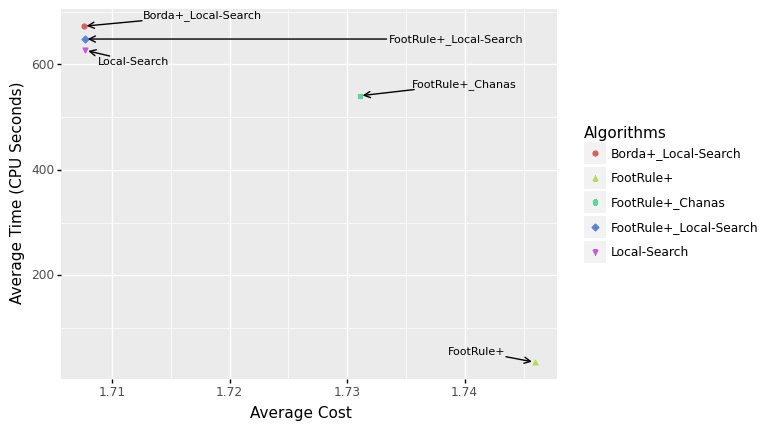 Borda+_Local-Search
FootRule+_Local-Search
Local-Search
FootRule+_Chanas
FootRule+
600
400
200
Average Time (CPU Seconds)
1.71
1.72
1.73
1.74
Average Cost
Algorithms
Borda+_Local-Search
FootRule+
FootRule+_Chanas
FootRule+_Local-Search
Local-Search